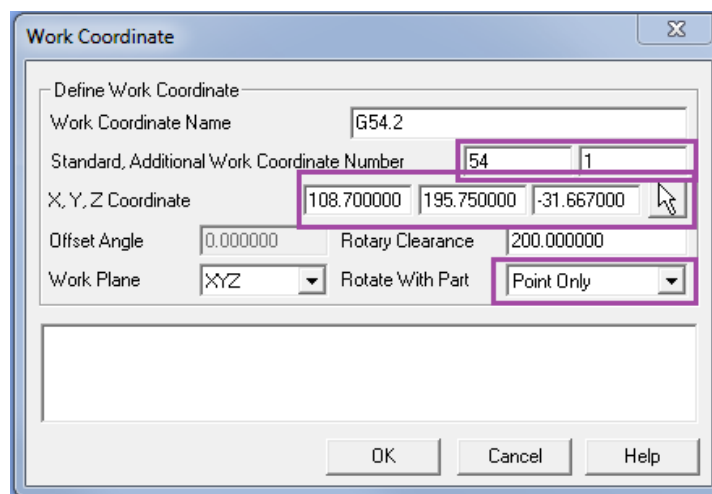 Work Coordinate
Define Work Coordinate
Work Coordinate Name G54.2
Standard, Additional Work Coordinate Number 54 1
X, Y, Z Coordinate 108.700000 195.750000 -31.667000
Offset Angle 0.000000 Rotary Clearance 200.000000
Work Plane XYZ Rotate With Part Point Only
OK Cancel Help